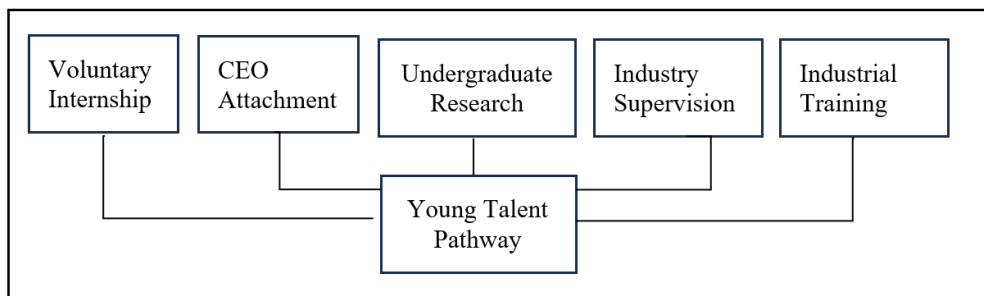 Voluntary
Internship
CEO
Attachment
Undergraduate
Research
Industry
Supervision
Industrial
Training
Young Talent
Pathway